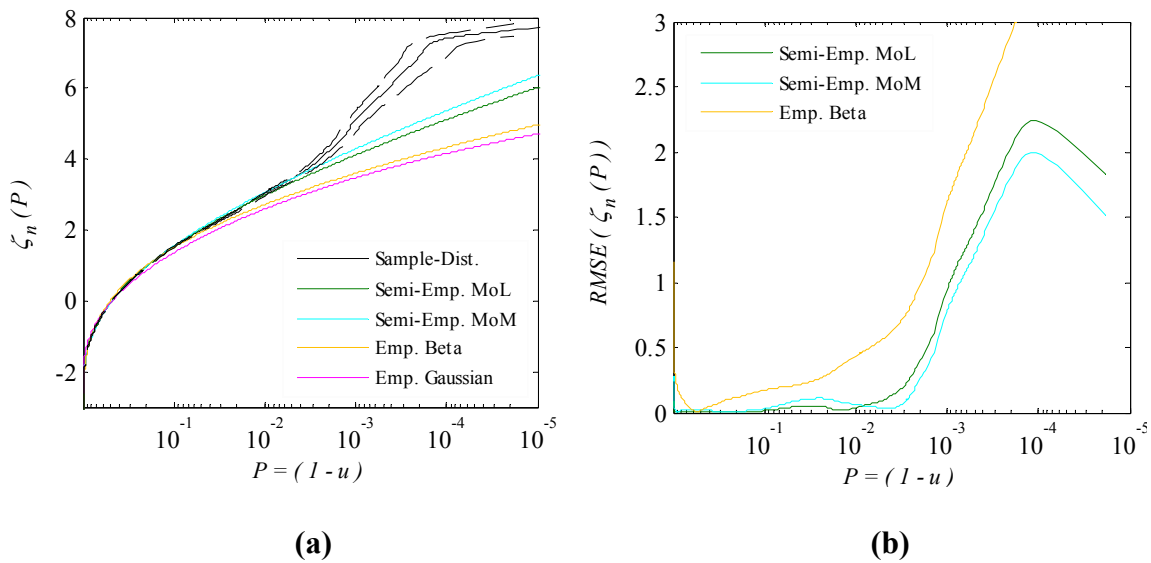 8
6
4
2
0
-2
ζn (P)
Sample-Dist.
Semi-Emp. MoL
Semi-Emp. MoM
Emp. Beta
Emp. Gaussian
10-1
10-2
10-3
10-4
10-5
P = ( 1 - u )
(a)
3
2.5
2
1.5
1
0.5
0
RMSE ( ζn (P) )
Semi-Emp. MoL
Semi-Emp. MoM
Emp. Beta
10-1
10-2
10-3
10-4
10-5
P = ( 1 - u )
(b)